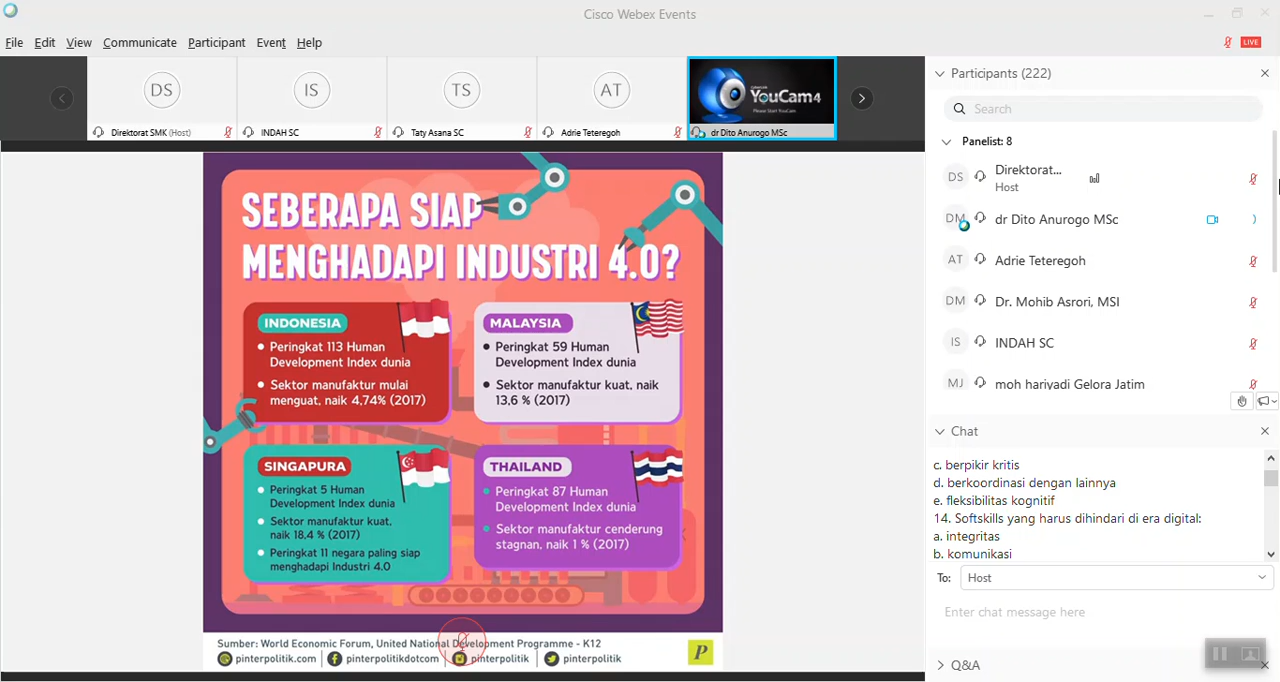 Cisco Webex Events
File Edit View Communicate Participant Event Help
LIVE
DS
IS
TS
AT
YouCam 4
Direktorat SMK (Host)
INDAH SC
Taty Asana SC
Adrie Teteregoh
dr Dito Anurogo MSc
SEBERAPA SIAP
MENGHADAPI INDUSTRI 4.0?
INDONESIA
Peringkat 113 Human
Development Index dunia
Sektor manufaktur mulai
menguat, naik 4,74% (2017)
MALAYSIA
Peringkat 59 Human
Development Index dunia
Sektor manufaktur kuat, naik
13,6 % (2017)
SINGAPURA
Peringkat 5 Human
Development Index dunia
Sektor manufaktur kuat,
naik 18,4 % (2017)
Peringkat 11 negara paling siap
menghadapi Industri 4.0
THAILAND
Peringkat 87 Human
Development Index dunia
Sektor manufaktur cenderung
stagnan, naik 1 % (2017)
Sumber: World Economic Forum, United National Development Programme - K12
pinterpolitik.com pinterpolitikdotcom pinterpolitik pinterpolitik
P
Participants (222)
Search
Panelist: 8
DS Direktorat...
Host
DM dr Dito Anurogo MSc
AT Adrie Teteregoh
DM Dr. Mohib Asrori, MSI
IS INDAH SC
MJ moh hariyadi Gelora Jatim
Chat
c. berpikir kritis
d. berkoordinasi dengan lainnya
e. fleksibilitas kognitif
14. Softskills yang harus dihindari di era digital:
a. integritas
b. komunikasi
To: Host
Enter chat message here
Q&A